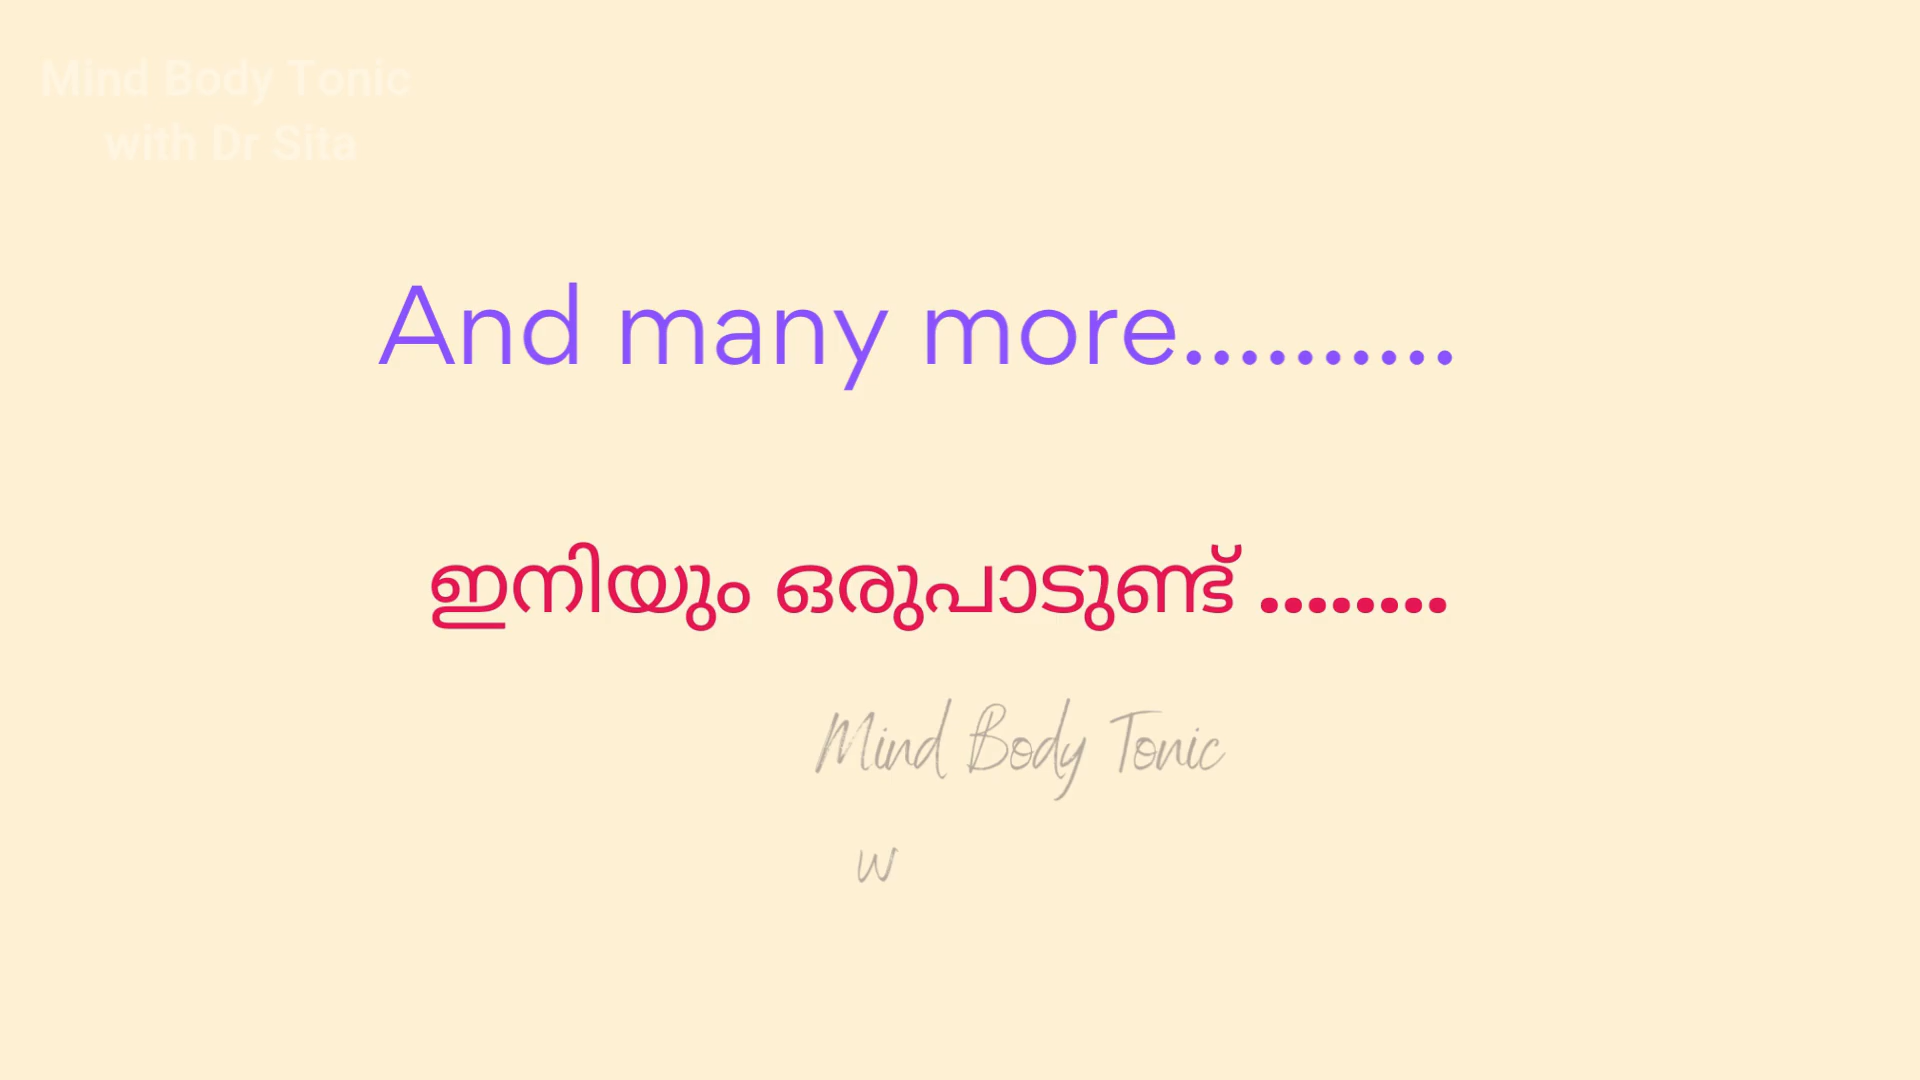 Mind Body Tonic
with Dr Sita
And many more..........
ഇനിയും ഒരുപാടുണ്ട് ........
Mind Body Tonic
w